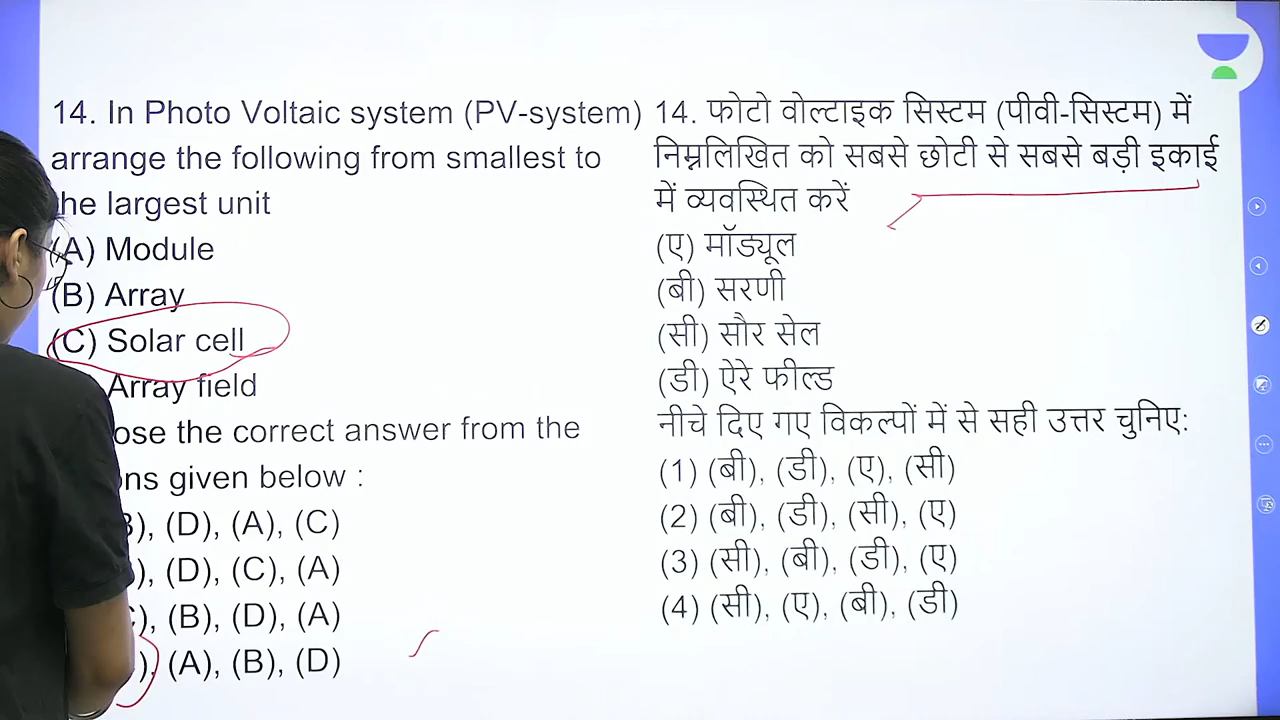 14. In Photo Voltaic system (PV-system)
arrange the following from smallest to
the largest unit
(A) Module
(B) Array
(C) Solar cell
Array field
ose the correct answer from the
ns given below :
), (D), (A), (C)
), (D), (C), (A)
), (B), (D), (A)
), (A), (B), (D)
14. फोटो वोल्टाइक सिस्टम (पीवी-सिस्टम) में
निम्नलिखित को सबसे छोटी से सबसे बड़ी इकाई
में व्यवस्थित करें
(ए) मॉड्यूल
(बी) सरणी
(सी) सौर सेल
(डी) ऐरे फील्ड
नीचे दिए गए विकल्पों में से सही उत्तर चुनिए:
(1) (बी), (डी), (ए), (सी)
(2) (बी), (डी), (सी), (ए)
(3) (सी), (बी), (डी), (ए)
(4) (सी), (ए), (बी), (डी)